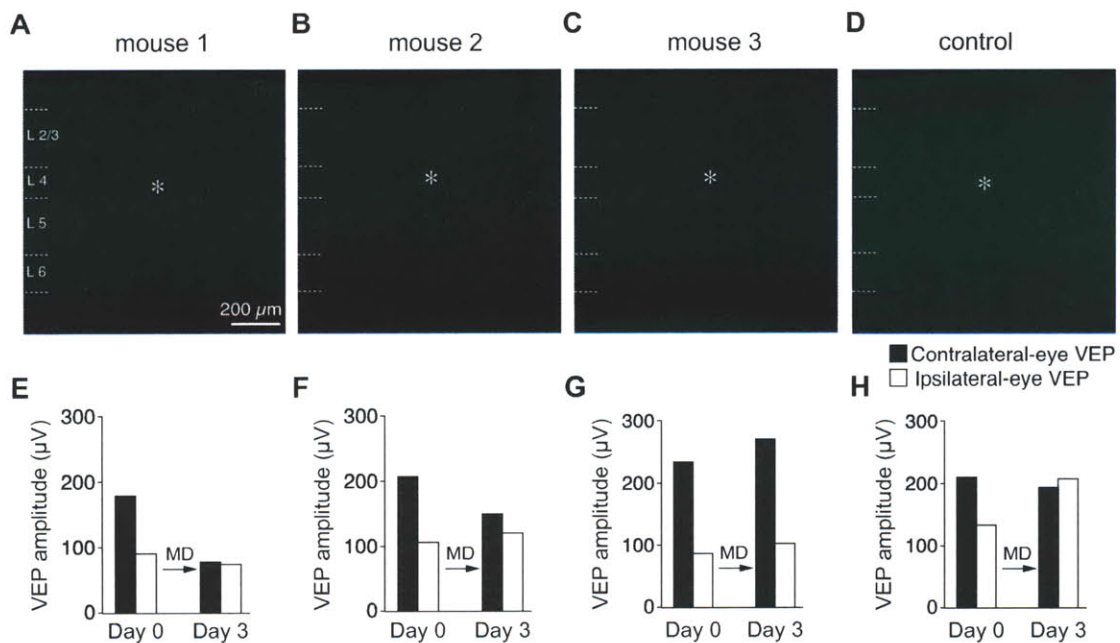 A
mouse 1
B
mouse 2
C
mouse 3
D
control
L 2/3
L 4
L 5
L 6
*
200 µm
*
*
*
Contralateral-eye VEP
Ipsilateral-eye VEP
E
VEP amplitude (µV)
300
200
100
0
MD
Day 0
Day 3
F
VEP amplitude (µV)
300
200
100
0
MD
Day 0
Day 3
G
VEP amplitude (µV)
300
200
100
0
MD
Day 0
Day 3
H
VEP amplitude (µV)
300
200
100
0
MD
Day 0
Day 3